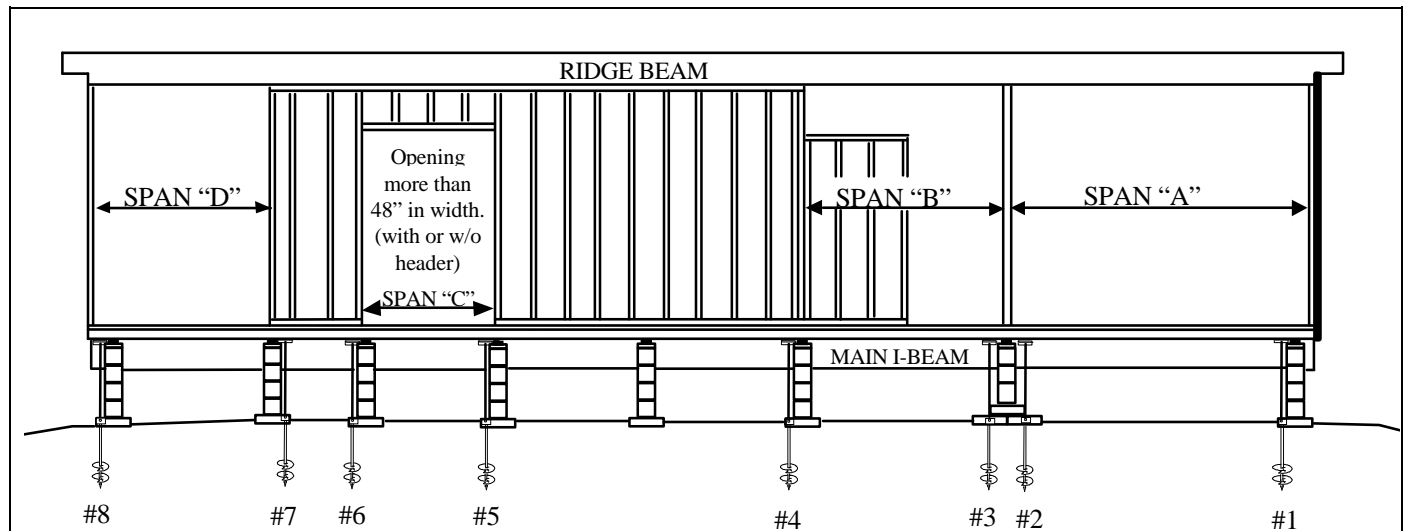 RIDGE BEAM
Opening
more than
48” in width.
(with or w/o
header)
SPAN “D”
SPAN “B”
SPAN “A”
SPAN “C”
MAIN I-BEAM
#8
#7
#6
#5
#4
#3
#2
#1